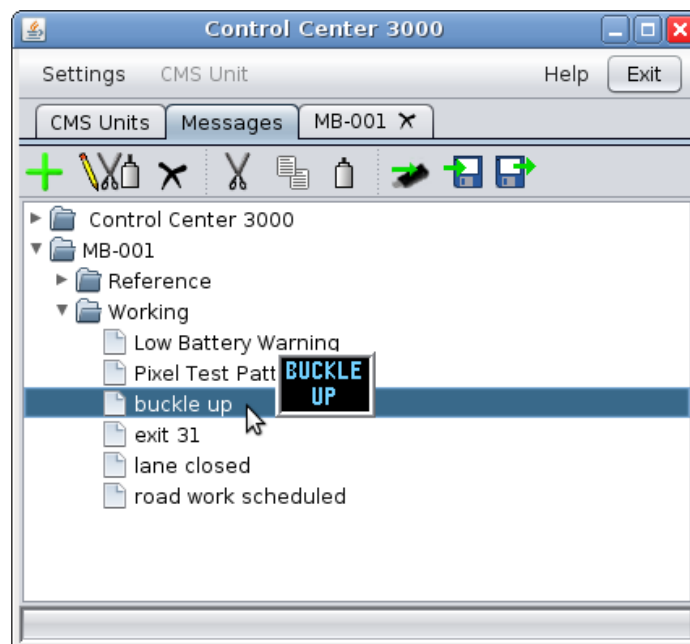 Control Center 3000
Settings CMS Unit Help Exit
CMS Units Messages MB-001
Control Center 3000
MB-001
Reference
Working
Low Battery Warning
Pixel Test Patt
BUCKLE
UP
buckle up
exit 31
lane closed
road work scheduled